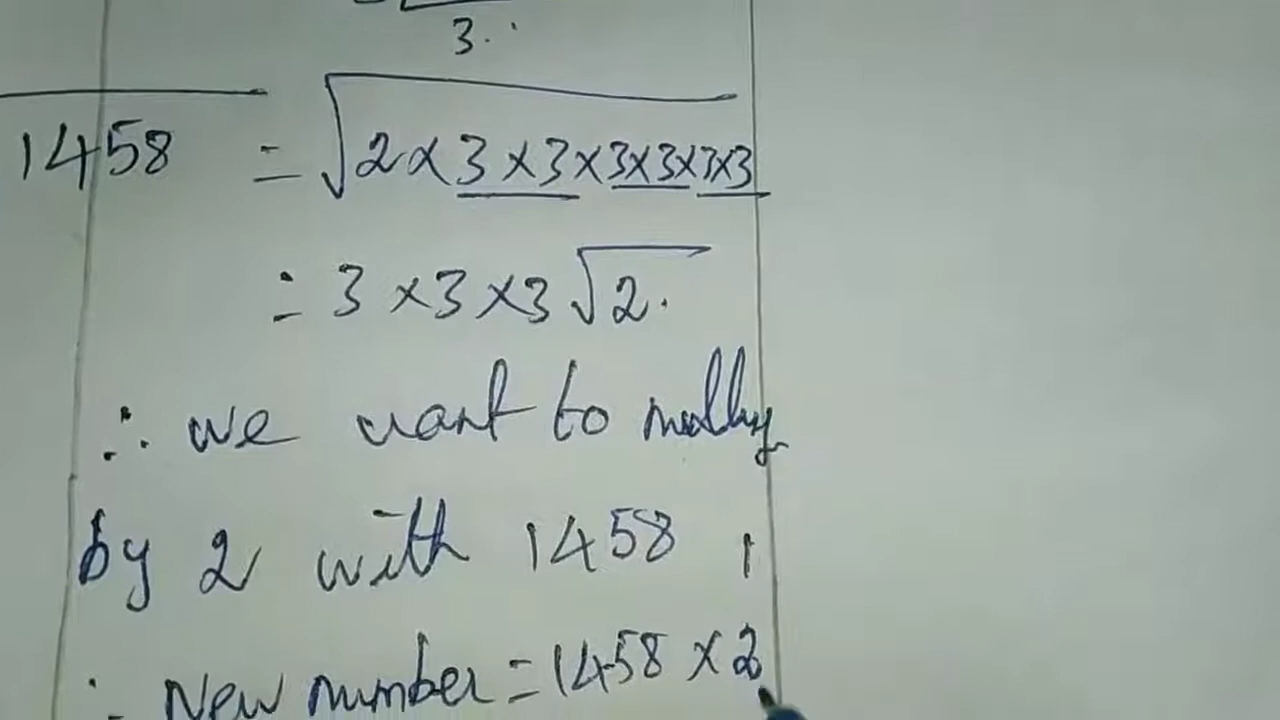 3.
1458 = √2×3×3×3×3×3×3
= 3×3×3√2.
∴ we want to multiply
by 2 with 1458,
∴ New number = 1458×2